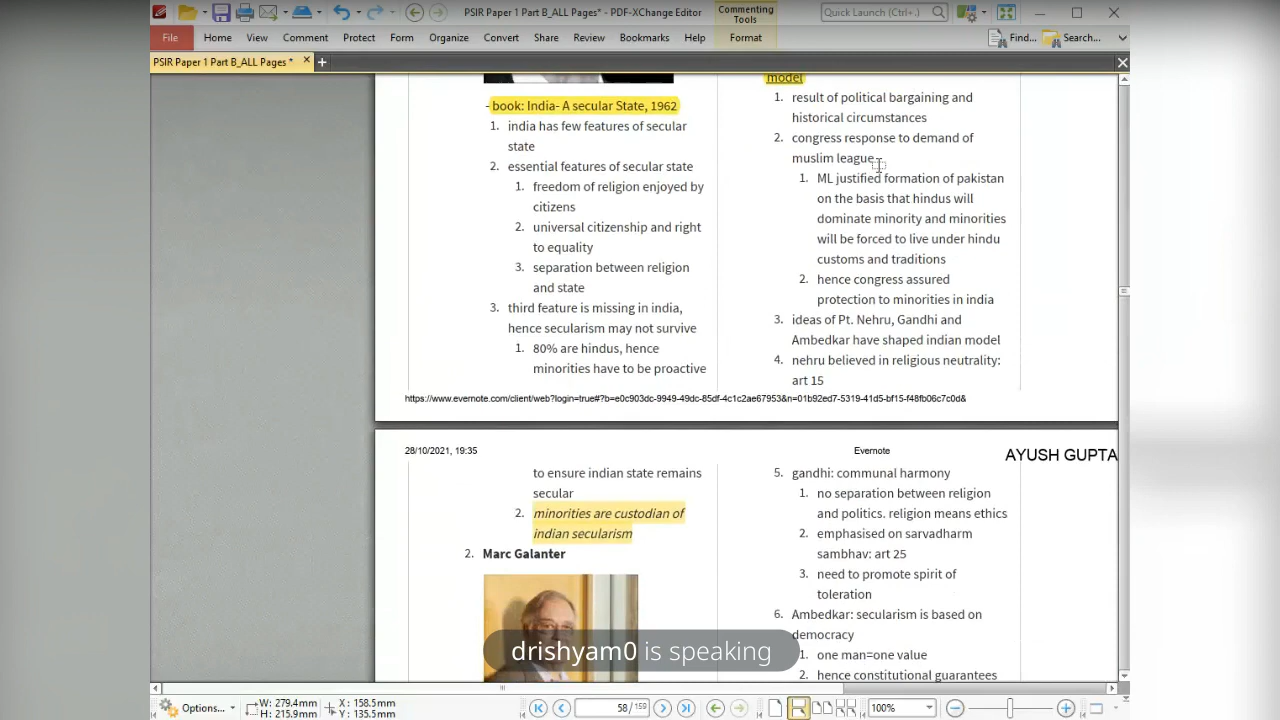 PSIR Paper 1 Part B_ALL Pages* - PDF-XChange Editor
Commenting Tools
Quick Launch (Ctrl+.)
File Home View Comment Protect Form Organize Convert Share Review Bookmarks Help Format Find... Search...
PSIR Paper 1 Part B_ALL Pages *
- book: India- A secular State, 1962
1. india has few features of secular
state
2. essential features of secular state
1. freedom of religion enjoyed by
citizens
2. universal citizenship and right
to equality
3. separation between religion
and state
3. third feature is missing in india,
hence secularism may not survive
1. 80% are hindus, hence
minorities have to be proactive
model
1. result of political bargaining and
historical circumstances
2. congress response to demand of
muslim league
1. ML justified formation of pakistan
on the basis that hindus will
dominate minority and minorities
will be forced to live under hindu
customs and traditions
2. hence congress assured
protection to minorities in india
3. ideas of Pt. Nehru, Gandhi and
Ambedkar have shaped indian model
4. nehru believed in religious neutrality:
art 15
https://www.evernote.com/client/web?login=true#?b=e0c903dc-9949-49dc-85df-4c1c2ae67953&n=01b92ed7-5319-41d5-bf15-f48fb06c7c0d&
28/10/2021, 19:35
Evernote
AYUSH GUPTA
to ensure indian state remains
secular
2. minorities are custodian of
indian secularism
2. Marc Galanter
5. gandhi: communal harmony
1. no separation between religion
and politics. religion means ethics
2. emphasised on sarvadharm
sambhav: art 25
3. need to promote spirit of
toleration
6. Ambedkar: secularism is based on
democracy
1. one man=one value
2. hence constitutional guarantees
drishyam0 is speaking
Options...
W: 279.4mm
H: 215.9mm
X: 158.5mm
Y: 135.5mm
58 / 159
100%